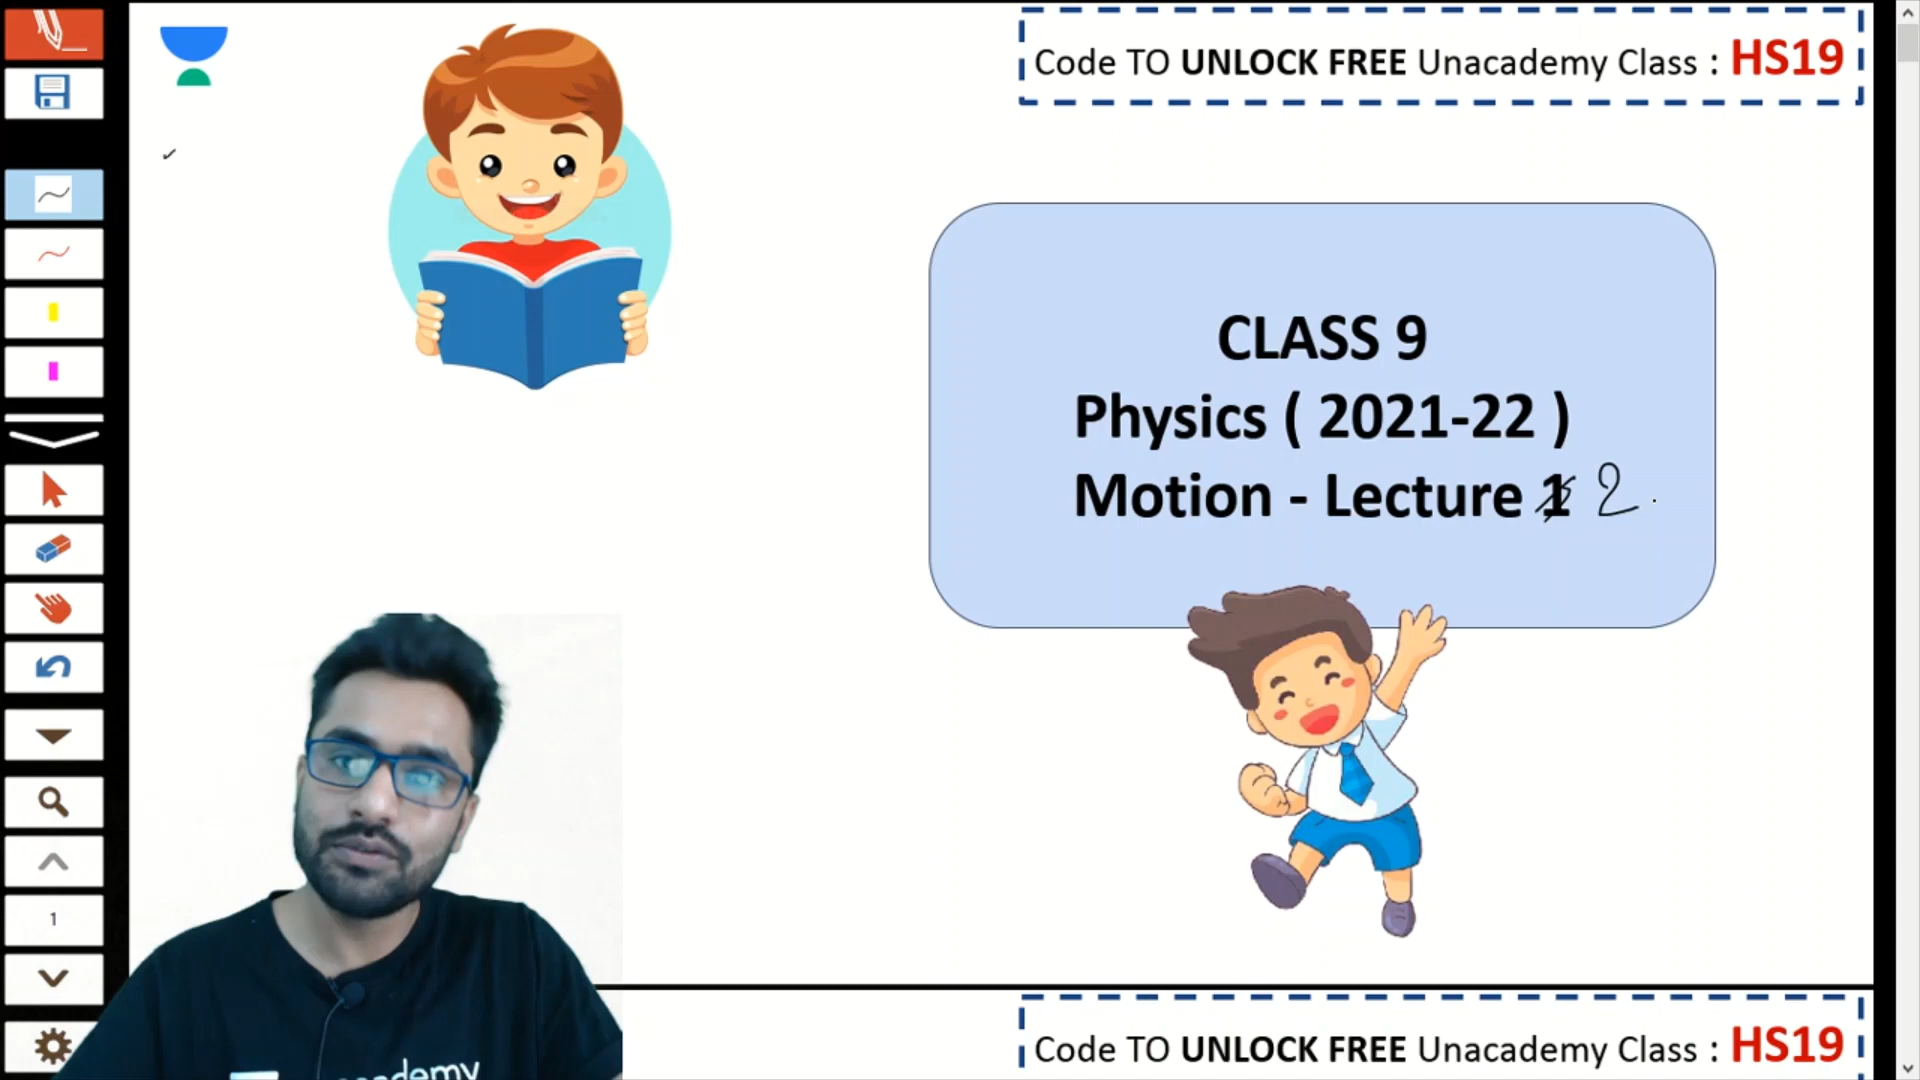 Code TO UNLOCK FREE Unacademy Class : HS19
CLASS 9
Physics ( 2021-22 )
Motion - Lecture 1 2
1
Code TO UNLOCK FREE Unacademy Class : HS19